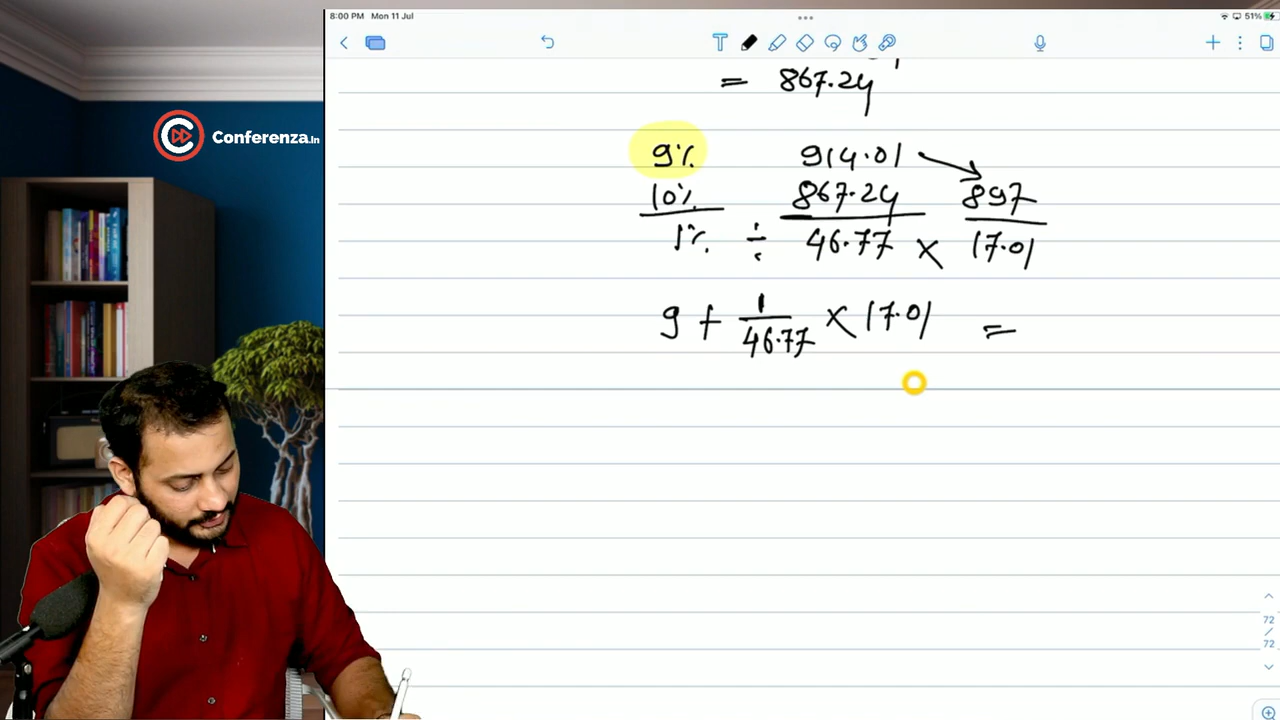 8:00 PM Mon 11 Jul
51%
T
= 867.24
Conferenza.In
9% 914.01
10% 867.24 897
1% ÷ 46.77 × 17.01
9 + 1/46.77 × 17.01 =
72
/
72